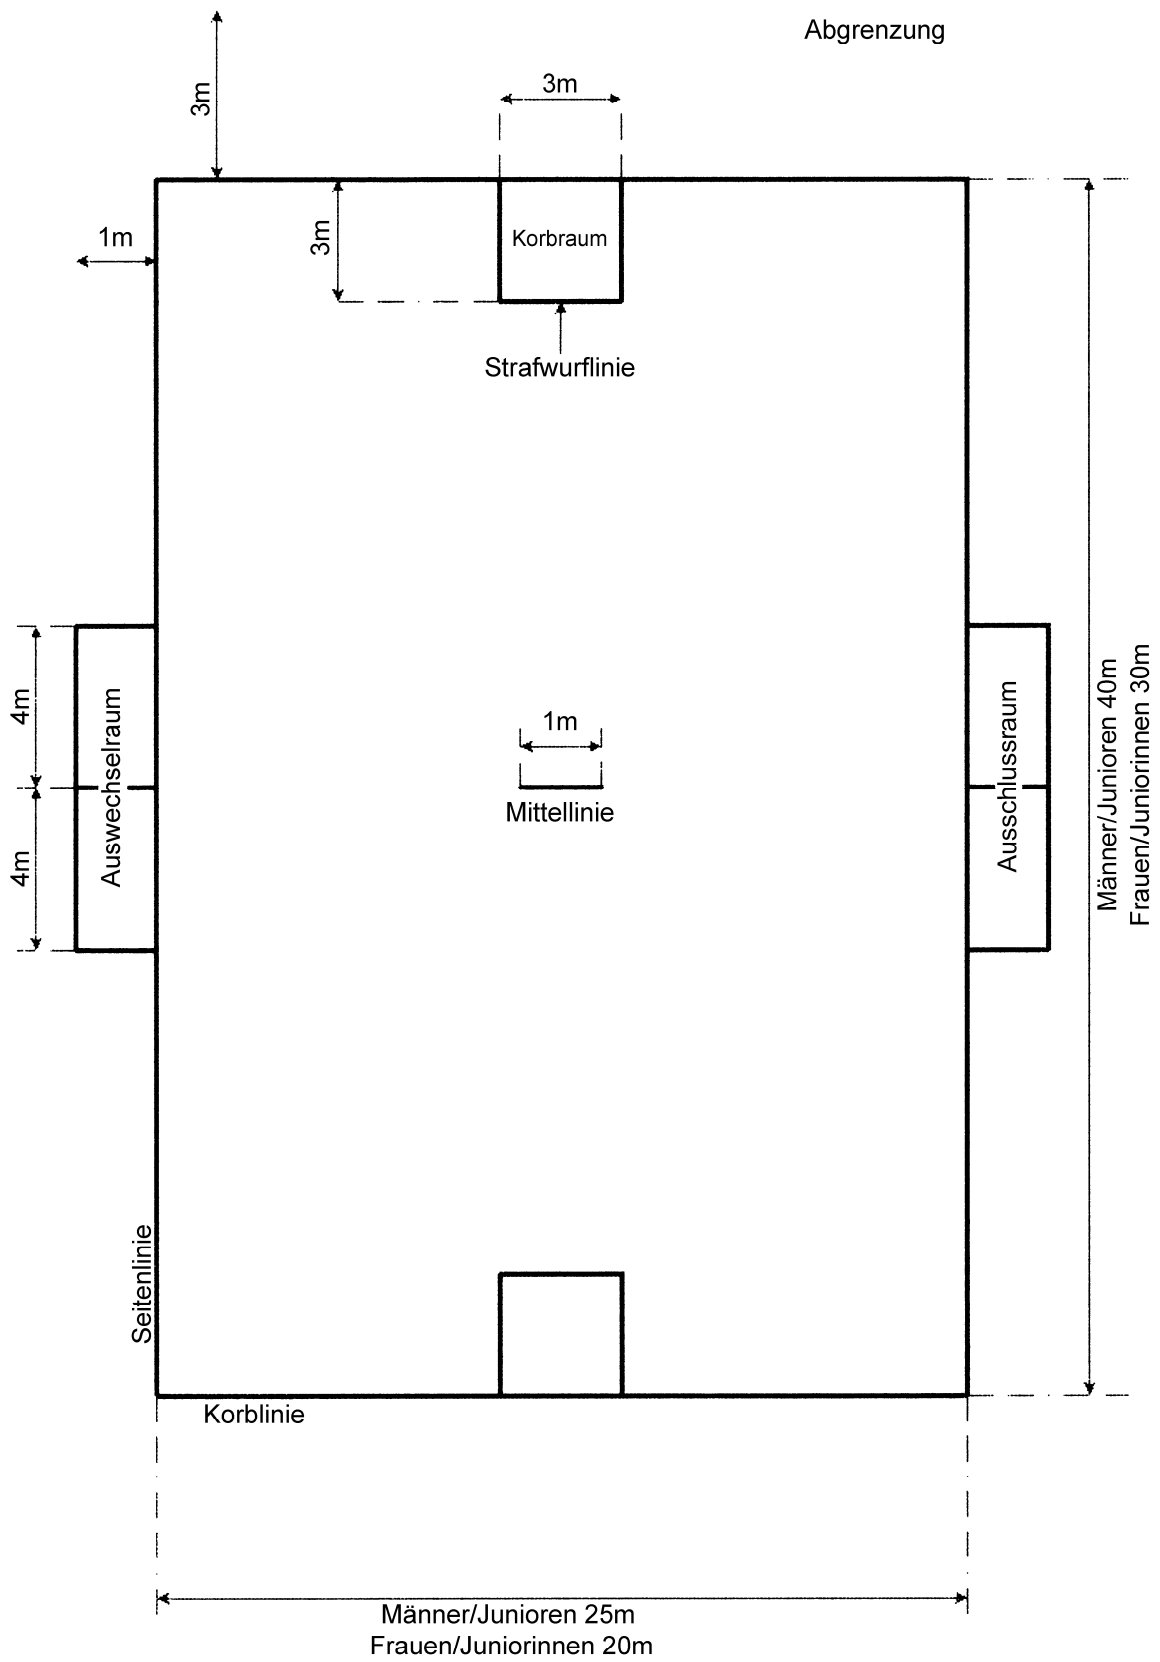 Abgrenzung
3m
3m
1m
3m
Korbraum
Strafwurflinie
4m
4m
Auswechselraum
1m
Mittellinie
Ausschlussraum
Männer/Junioren 40m
Frauen/Juniorinnen 30m
Seitenlinie
Korblinie
Männer/Junioren 25m
Frauen/Juniorinnen 20m